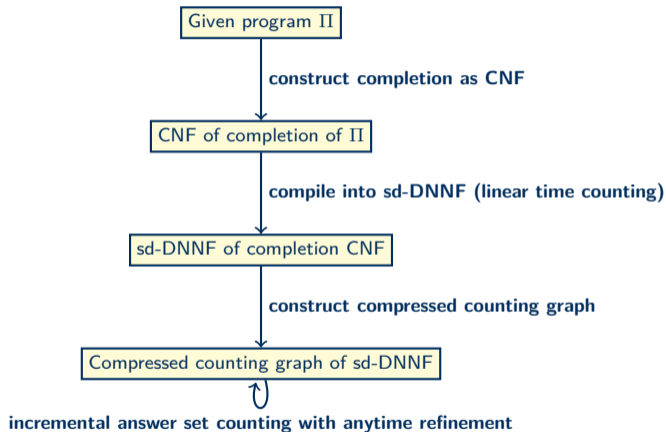 Given program Π
construct completion as CNF
CNF of completion of Π
compile into sd-DNNF (linear time counting)
sd-DNNF of completion CNF
construct compressed counting graph
Compressed counting graph of sd-DNNF
incremental answer set counting with anytime refinement